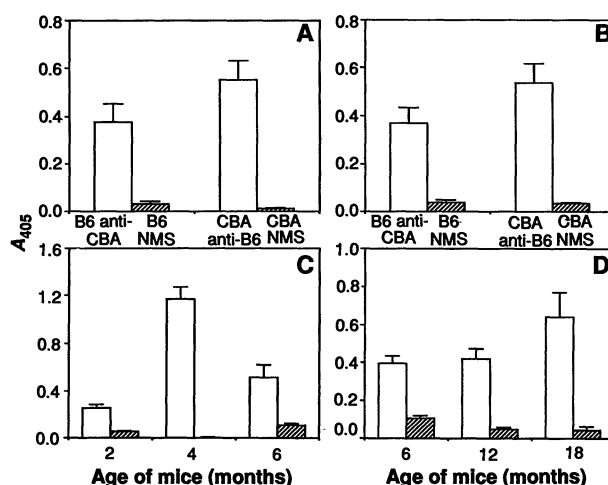 A
B
0.8
0.6
0.4
0.2
0.0
0.8
0.6
0.4
0.2
0.0
A405
B6 anti-CBA
B6 NMS
CBA anti-B6
CBA NMS
B6 anti-CBA
B6 NMS
CBA anti-B6
CBA NMS
C
D
1.6
1.2
0.8
0.4
0.0
1.0
0.8
0.6
0.4
0.2
0.0
2 4 6
6 12 18
Age of mice (months)
Age of mice (months)